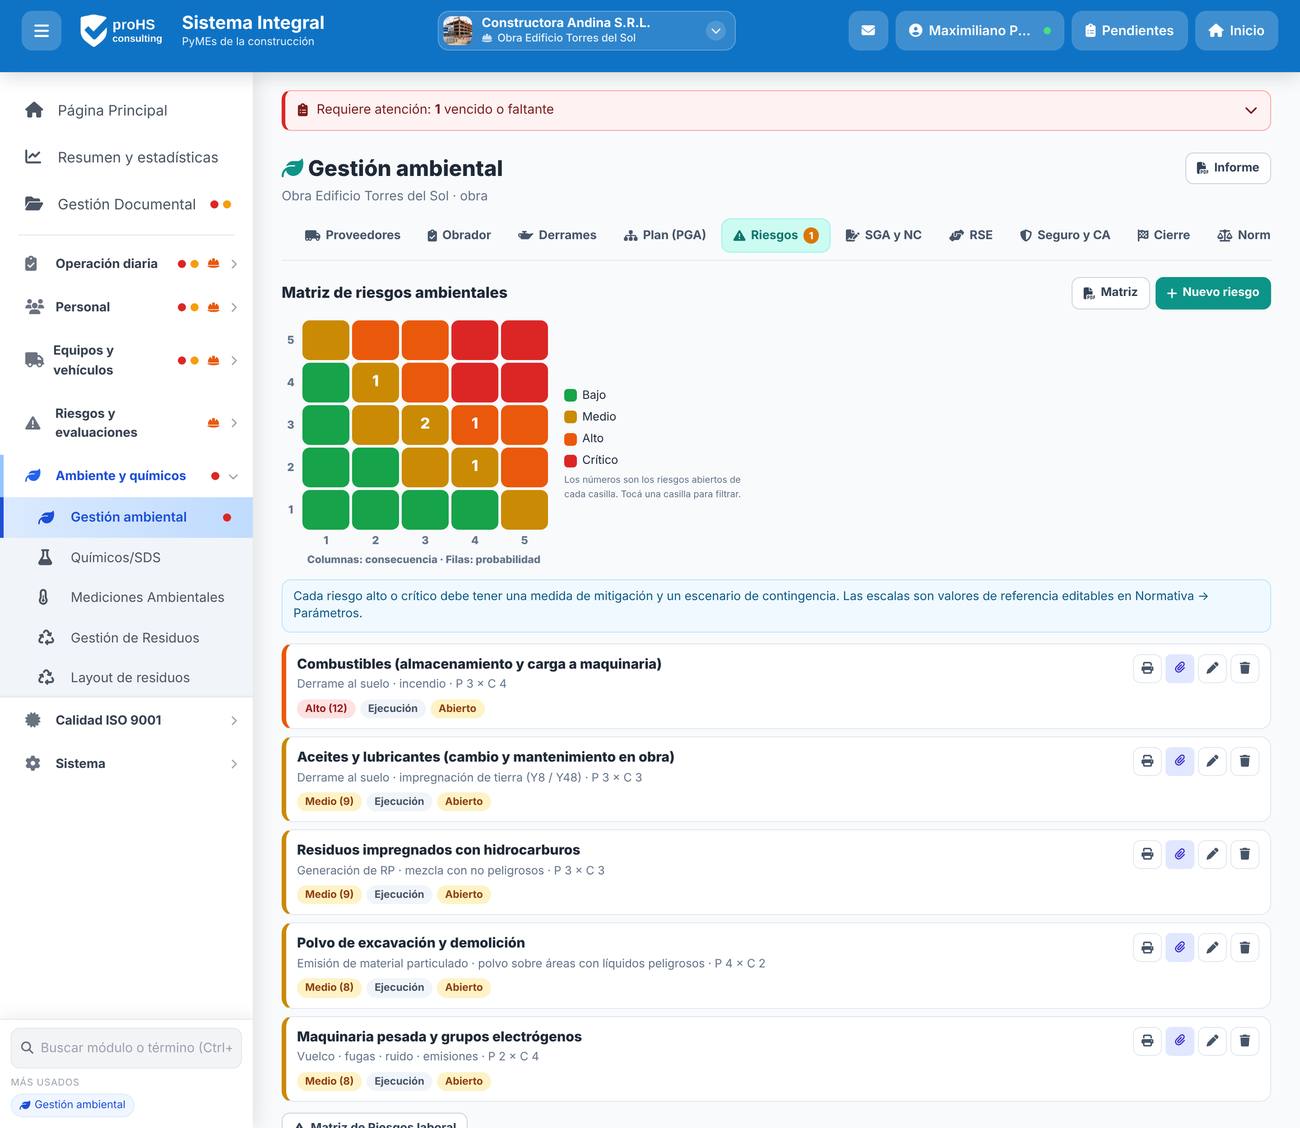 proHS
consulting
Sistema Integral
PyMEs de la construcción
Constructora Andina S.R.L.
Obra Edificio Torres del Sol
Maximiliano P...
Pendientes
Inicio
Página Principal
Resumen y estadísticas
Gestión Documental
Operación diaria
Personal
Equipos y
vehículos
Riesgos y
evaluaciones
Ambiente y químicos
Gestión ambiental
Químicos/SDS
Mediciones Ambientales
Gestión de Residuos
Layout de residuos
Calidad ISO 9001
Sistema
Buscar módulo o término (Ctrl+
MÁS USADOS
Gestión ambiental
Requiere atención: 1 vencido o faltante
Gestión ambiental
Informe
Obra Edificio Torres del Sol · obra
Proveedores
Obrador
Derrames
Plan (PGA)
Riesgos 1
SGA y NC
RSE
Seguro y CA
Cierre
Norm
Matriz de riesgos ambientales
Matriz
+ Nuevo riesgo
5
4 1
3 2 1
2 1
1
1 2 3 4 5
Columnas: consecuencia · Filas: probabilidad
Bajo
Medio
Alto
Crítico
Los números son los riesgos abiertos de
cada casilla. Tocá una casilla para filtrar.
Cada riesgo alto o crítico debe tener una medida de mitigación y un escenario de contingencia. Las escalas son valores de referencia editables en Normativa →
Parámetros.
Combustibles (almacenamiento y carga a maquinaria)
Derrame al suelo · incendio · P 3 × C 4
Alto (12) Ejecución Abierto
Aceites y lubricantes (cambio y mantenimiento en obra)
Derrame al suelo · impregnación de tierra (Y8 / Y48) · P 3 × C 3
Medio (9) Ejecución Abierto
Residuos impregnados con hidrocarburos
Generación de RP · mezcla con no peligrosos · P 3 × C 3
Medio (9) Ejecución Abierto
Polvo de excavación y demolición
Emisión de material particulado · polvo sobre áreas con líquidos peligrosos · P 4 × C 2
Medio (8) Ejecución Abierto
Maquinaria pesada y grupos electrógenos
Vuelco · fugas · ruido · emisiones · P 2 × C 4
Medio (8) Ejecución Abierto
Matriz de Riesgos laboral